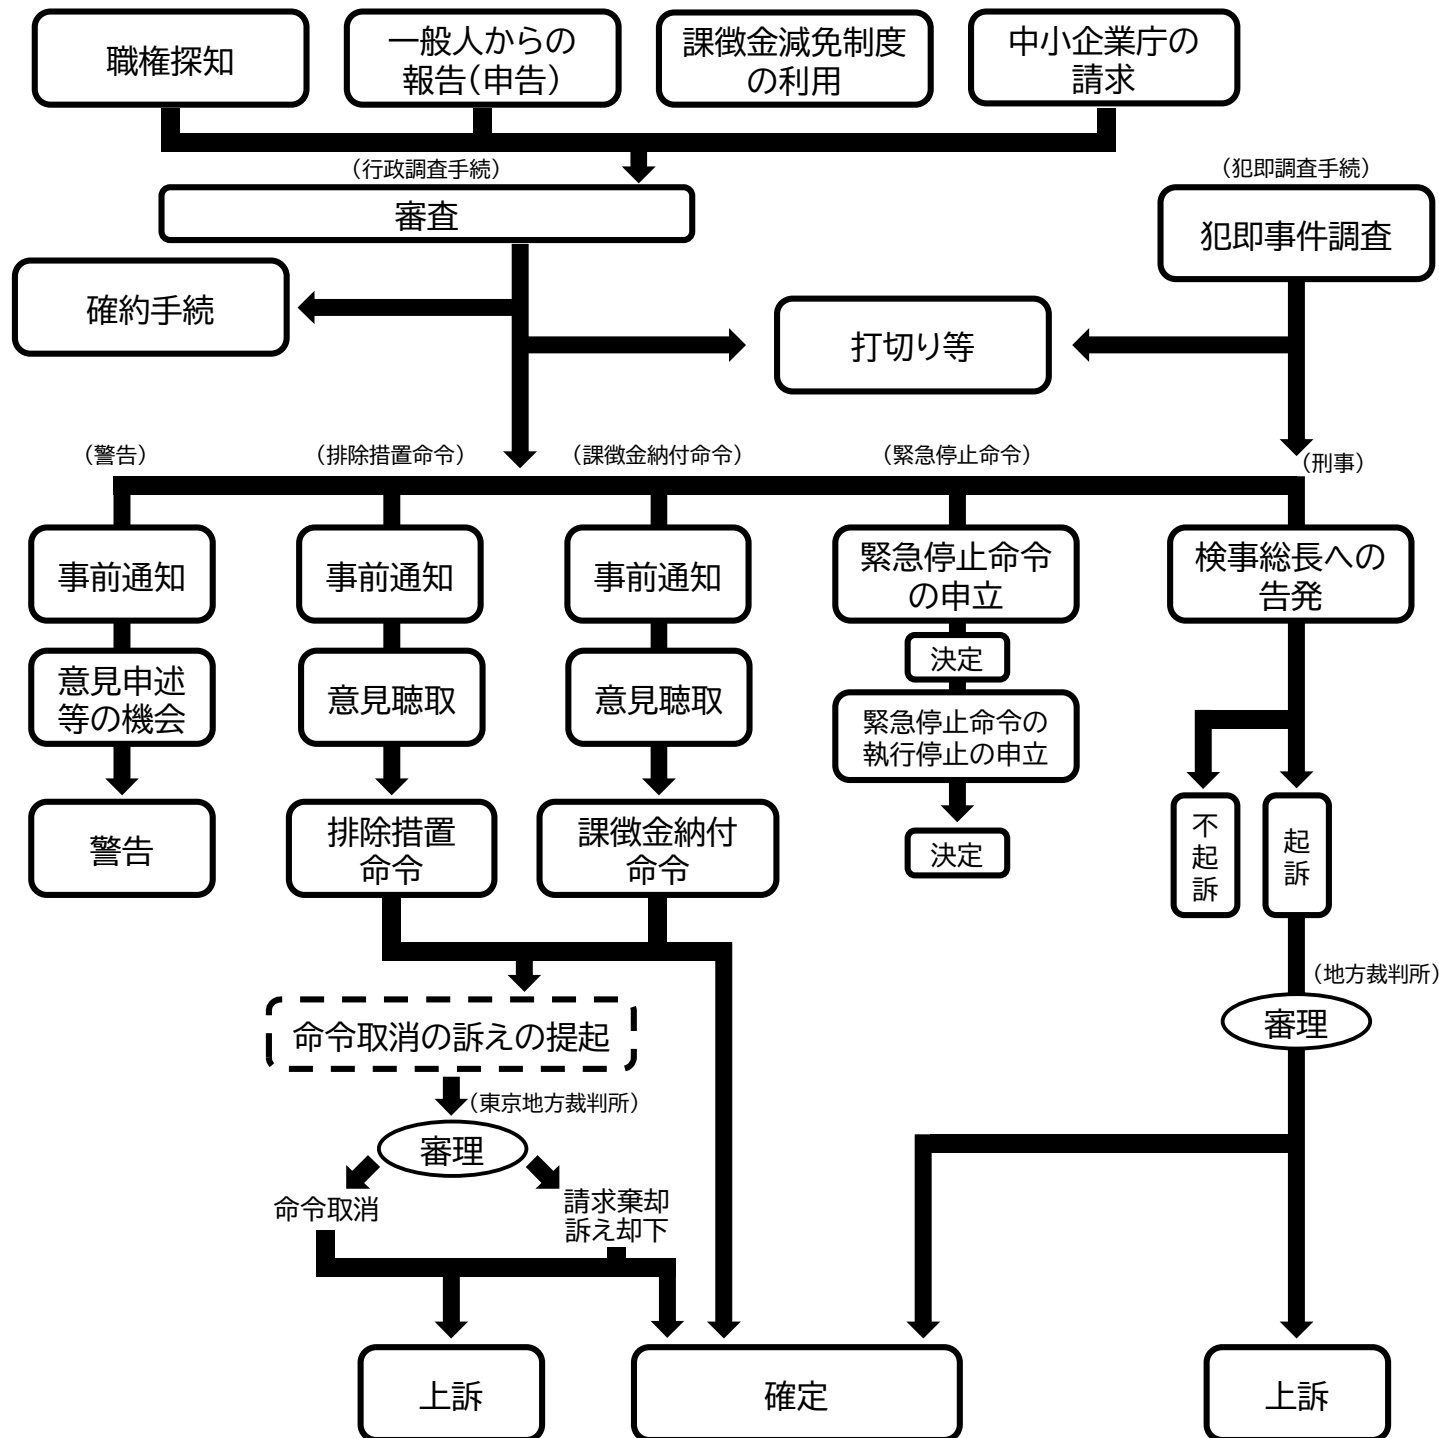 職権探知
一般人からの
報告（申告）
課徴金減免制度
の利用
中小企業庁の
請求
（行政調査手続）
審査
（犯即調査手続）
犯即事件調査
確約手続
打切り等
（警告）
（排除措置命令）
（課徴金納付命令）
（緊急停止命令）
（刑事）
事前通知
事前通知
事前通知
緊急停止命令
の申立
検事総長への
告発
意見申述
等の機会
意見聴取
意見聴取
決定
緊急停止命令の
執行停止の申立
警告
排除措置
命令
課徴金納付
命令
決定
不起訴
起訴
（地方裁判所）
審理
命令取消の訴えの提起
（東京地方裁判所）
審理
命令取消
請求棄却
訴え却下
上訴
確定
上訴